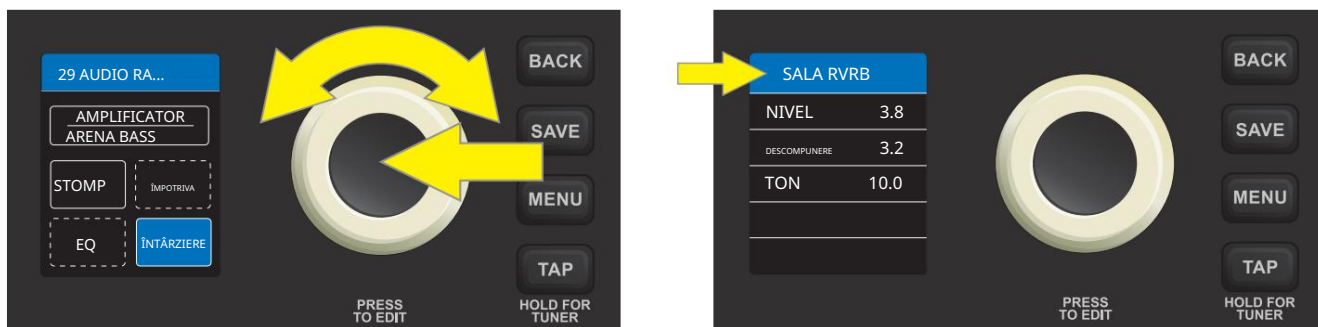 29 AUDIO RA...
AMPLIFICATOR
ARENA BASS
STOMP
ÎMPOTRIVA
EQ
ÎNTÂRZIERE
PRESS
TO EDIT
BACK
SAVE
MENU
TAP
HOLD FOR
TUNER
SALA RVRB
NIVEL 3.8
DESCOMPUNERE 3.2
TON 10.0
PRESS
TO EDIT
BACK
SAVE
MENU
TAP
HOLD FOR
TUNER